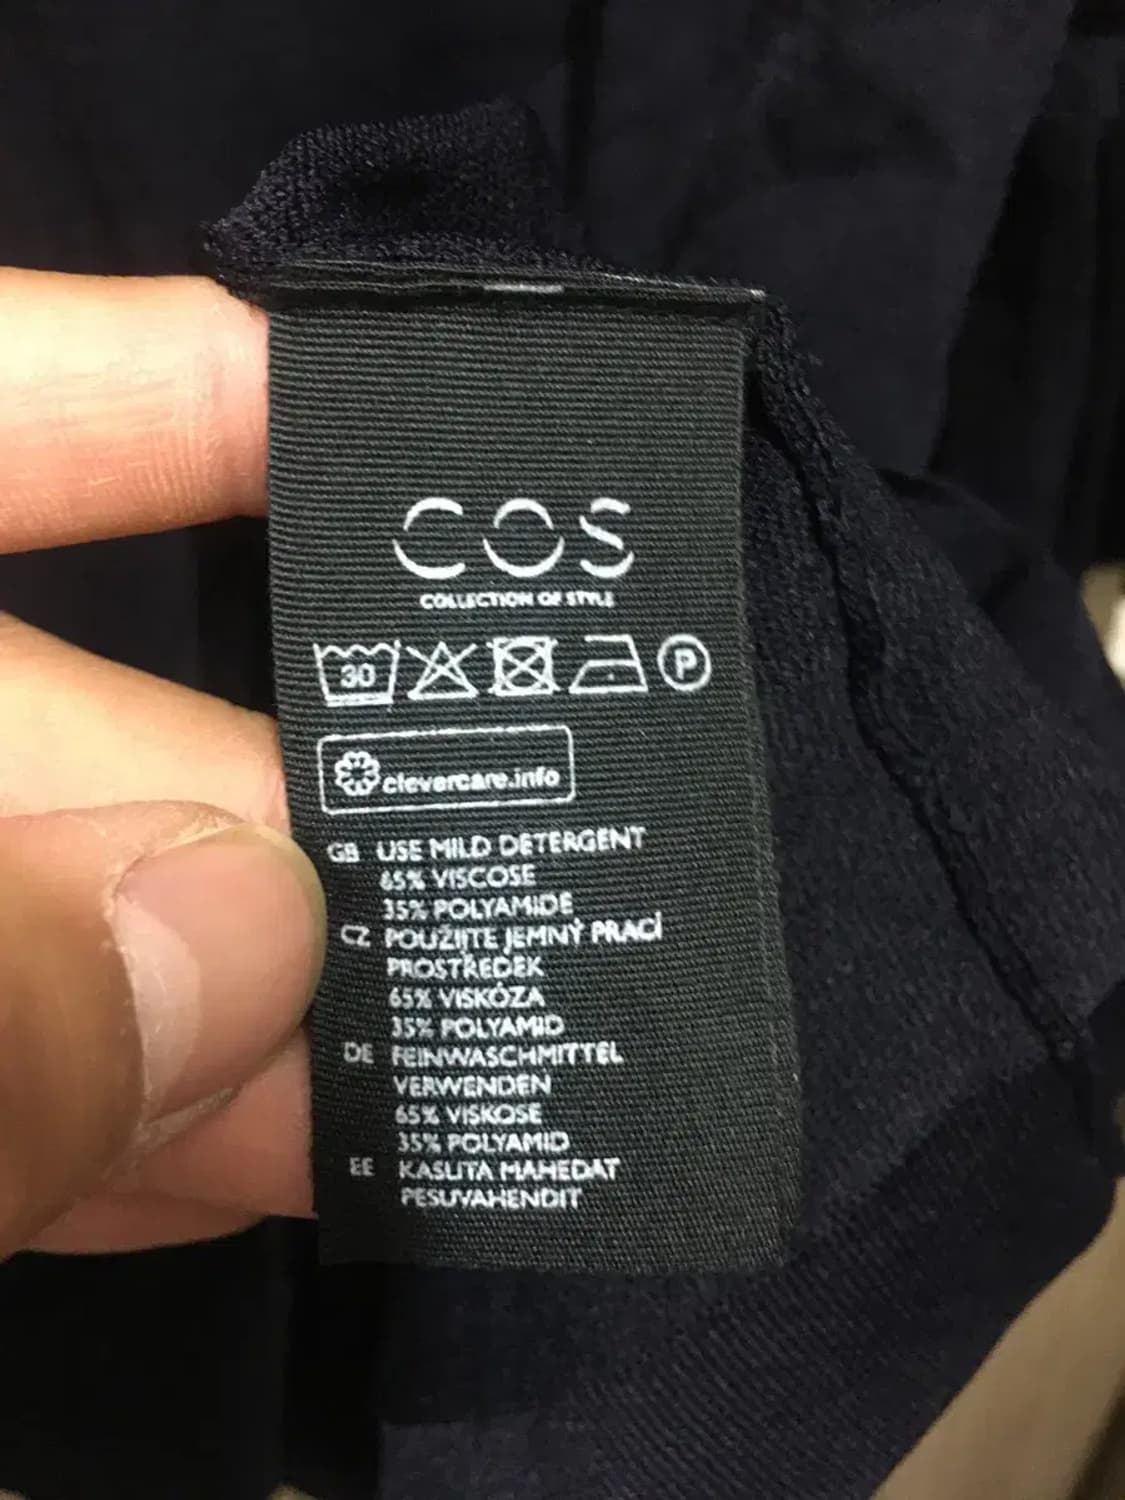 COS
COLLECTION OF STYLE
30 P
clevercare.info
GB USE MILD DETERGENT
65% VISCOSE
35% POLYAMIDE
CZ POUŽIJTE JEMNÝ PRACÍ
PROSTŘEDEK
65% VISKÓZA
35% POLYAMID
DE FEINWASCHMITTEL
VERWENDEN
65% VISKOSE
35% POLYAMID
EE KASUTA MAHEDAT
PESUVAHENDIT